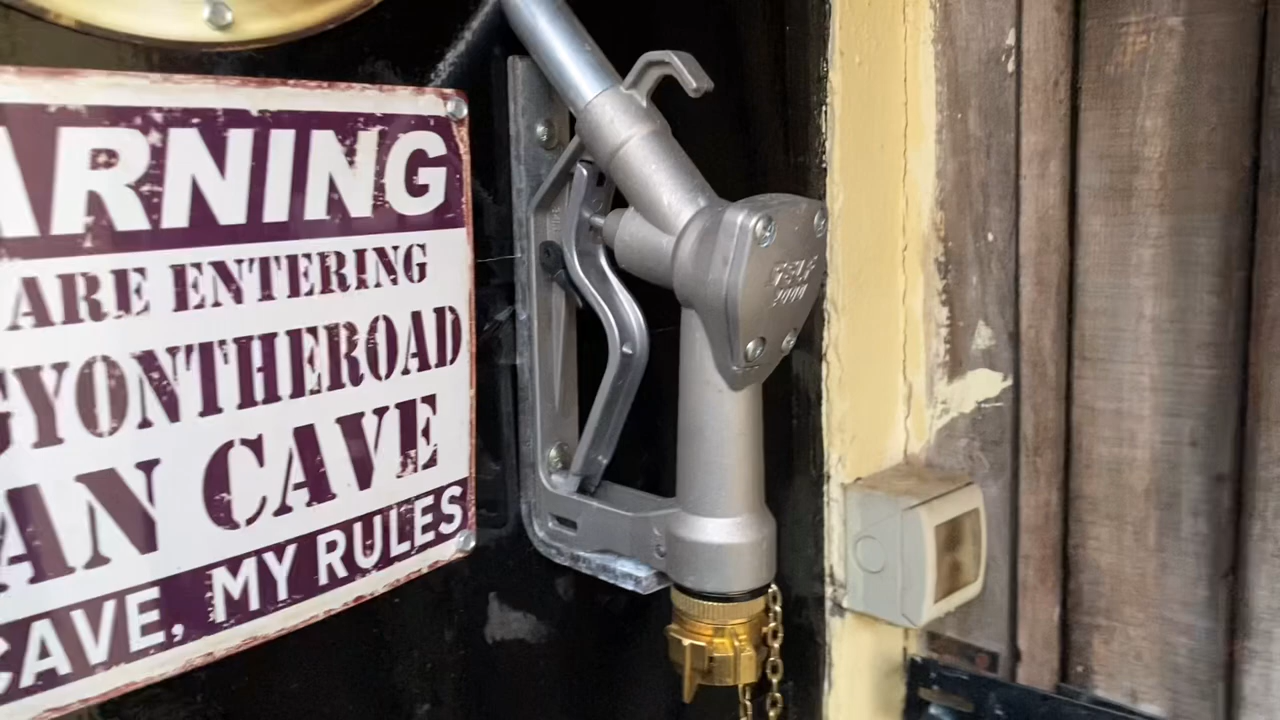 ARNING
ARE ENTERING
GYONTHEROAD
AN CAVE
CAVE, MY RULES